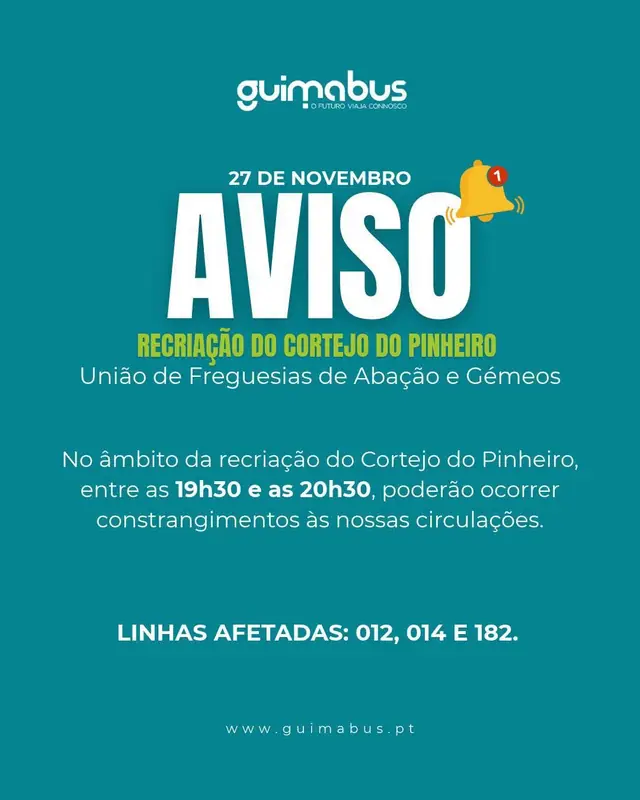 guimabus
O FUTURO VIAJA CONNOSCO
27 DE NOVEMBRO
1
AVISO
RECRIAÇÃO DO CORTEJO DO PINHEIRO
União de Freguesias de Abação e Gémeos
No âmbito da recriação do Cortejo do Pinheiro,
entre as 19h30 e as 20h30, poderão ocorrer
constrangimentos às nossas circulações.
LINHAS AFETADAS: 012, 014 E 182.
www.guimabus.pt